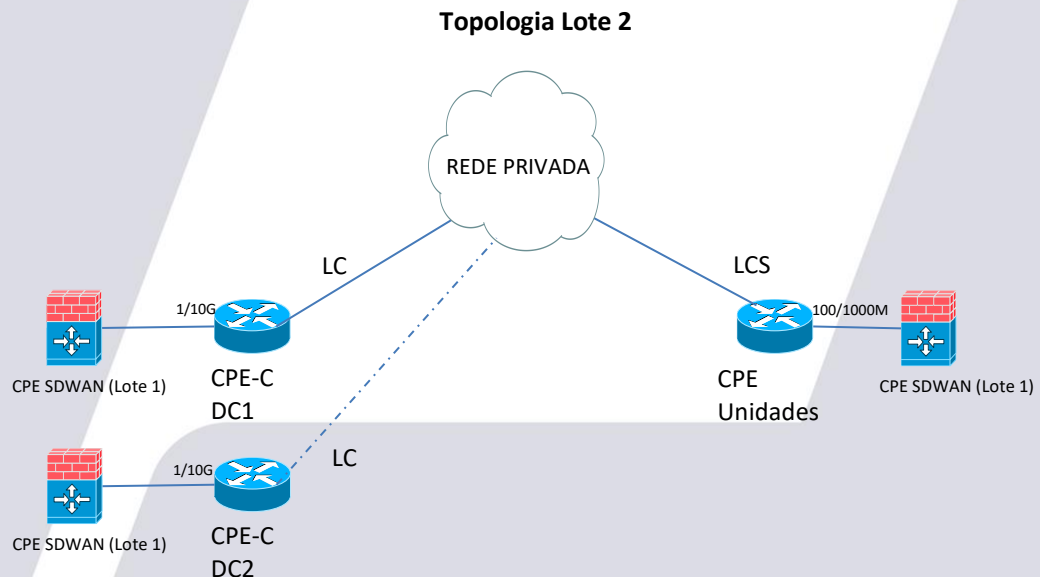 Topologia Lote 2
REDE PRIVADA
LC
LCS
1/10G
100/1000M
CPE SDWAN (Lote 1)
CPE-C
DC1
CPE
Unidades
CPE SDWAN (Lote 1)
LC
1/10G
CPE SDWAN (Lote 1)
CPE-C
DC2